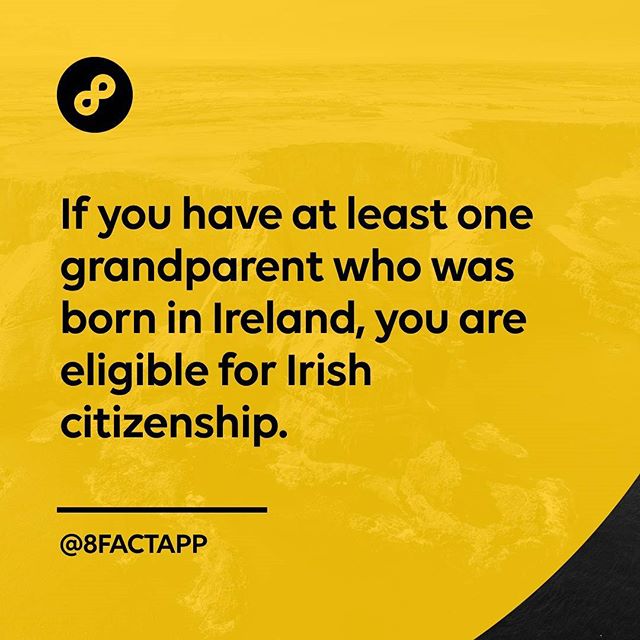 If you have at least one
grandparent who was
born in Ireland, you are
eligible for Irish
citizenship.
@8FACTAPP